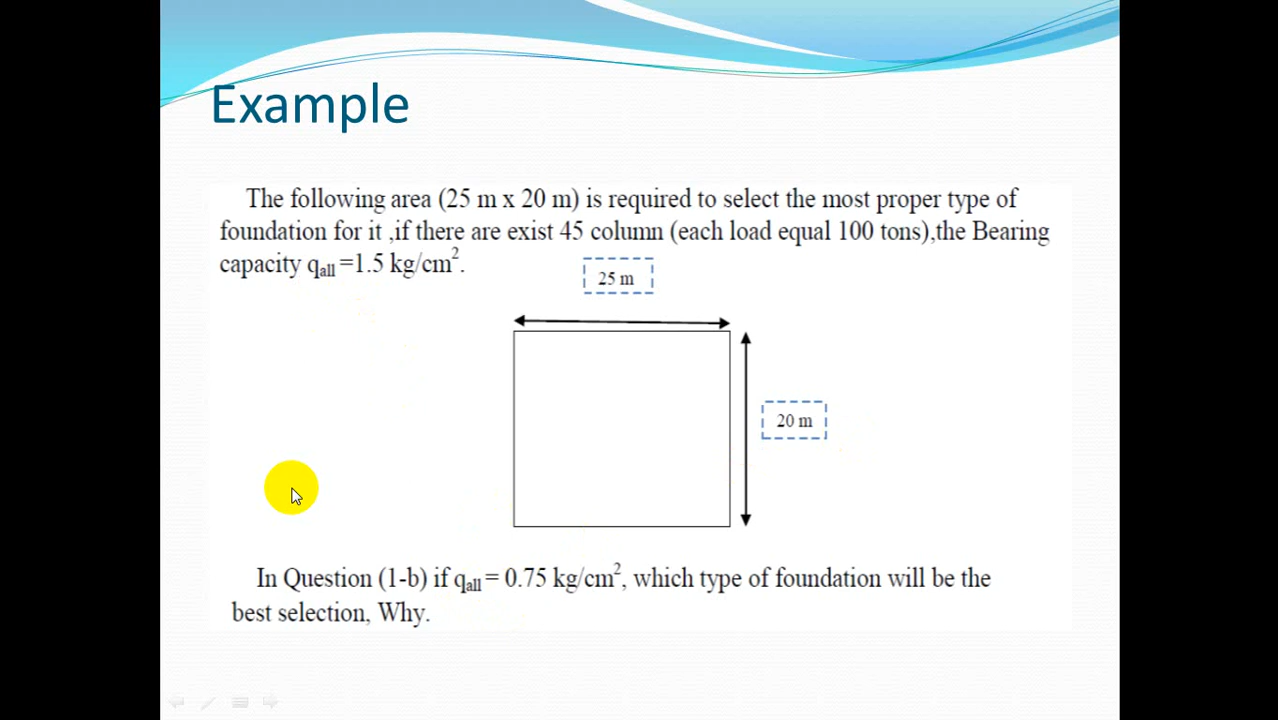 Example
The following area (25 m x 20 m) is required to select the most proper type of
foundation for it ,if there are exist 45 column (each load equal 100 tons),the Bearing
capacity qall =1.5 kg/cm².
25 m
20 m
In Question (1-b) if qall = 0.75 kg/cm², which type of foundation will be the
best selection, Why.